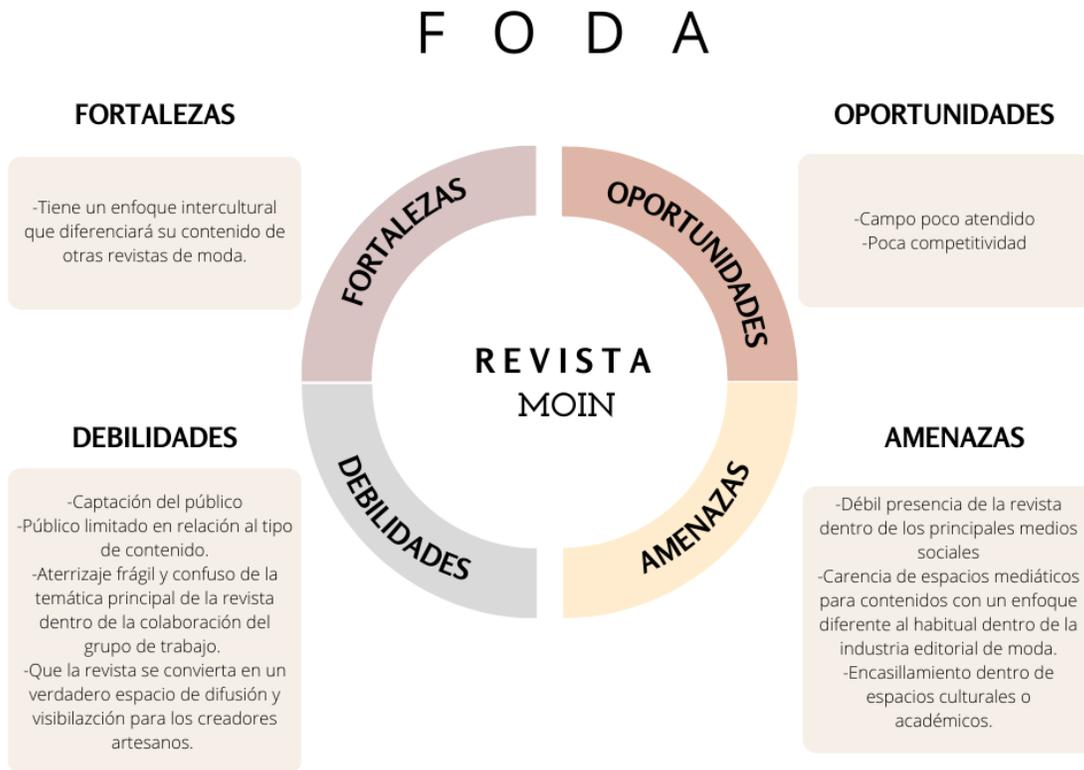 F O D A
FORTALEZAS
-Tiene un enfoque intercultural
que diferenciará su contenido de
otras revistas de moda.
OPORTUNIDADES
-Campo poco atendido
-Poca competitividad
FORTALEZAS
OPORTUNIDADES
REVISTA
MOIN
DEBILIDADES
AMENAZAS
DEBILIDADES
-Captación del público
-Público limitado en relación al tipo
de contenido.
-Aterrizaje frágil y confuso de la
temática principal de la revista
dentro de la colaboración del
grupo de trabajo.
-Que la revista se convierta en un
verdadero espacio de difusión y
visibilazción para los creadores
artesanos.
AMENAZAS
-Débil presencia de la revista
dentro de los principales medios
sociales
-Carencia de espacios mediáticos
para contenidos con un enfoque
diferente al habitual dentro de la
industria editorial de moda.
-Encasillamiento dentro de
espacios culturales o
académicos.